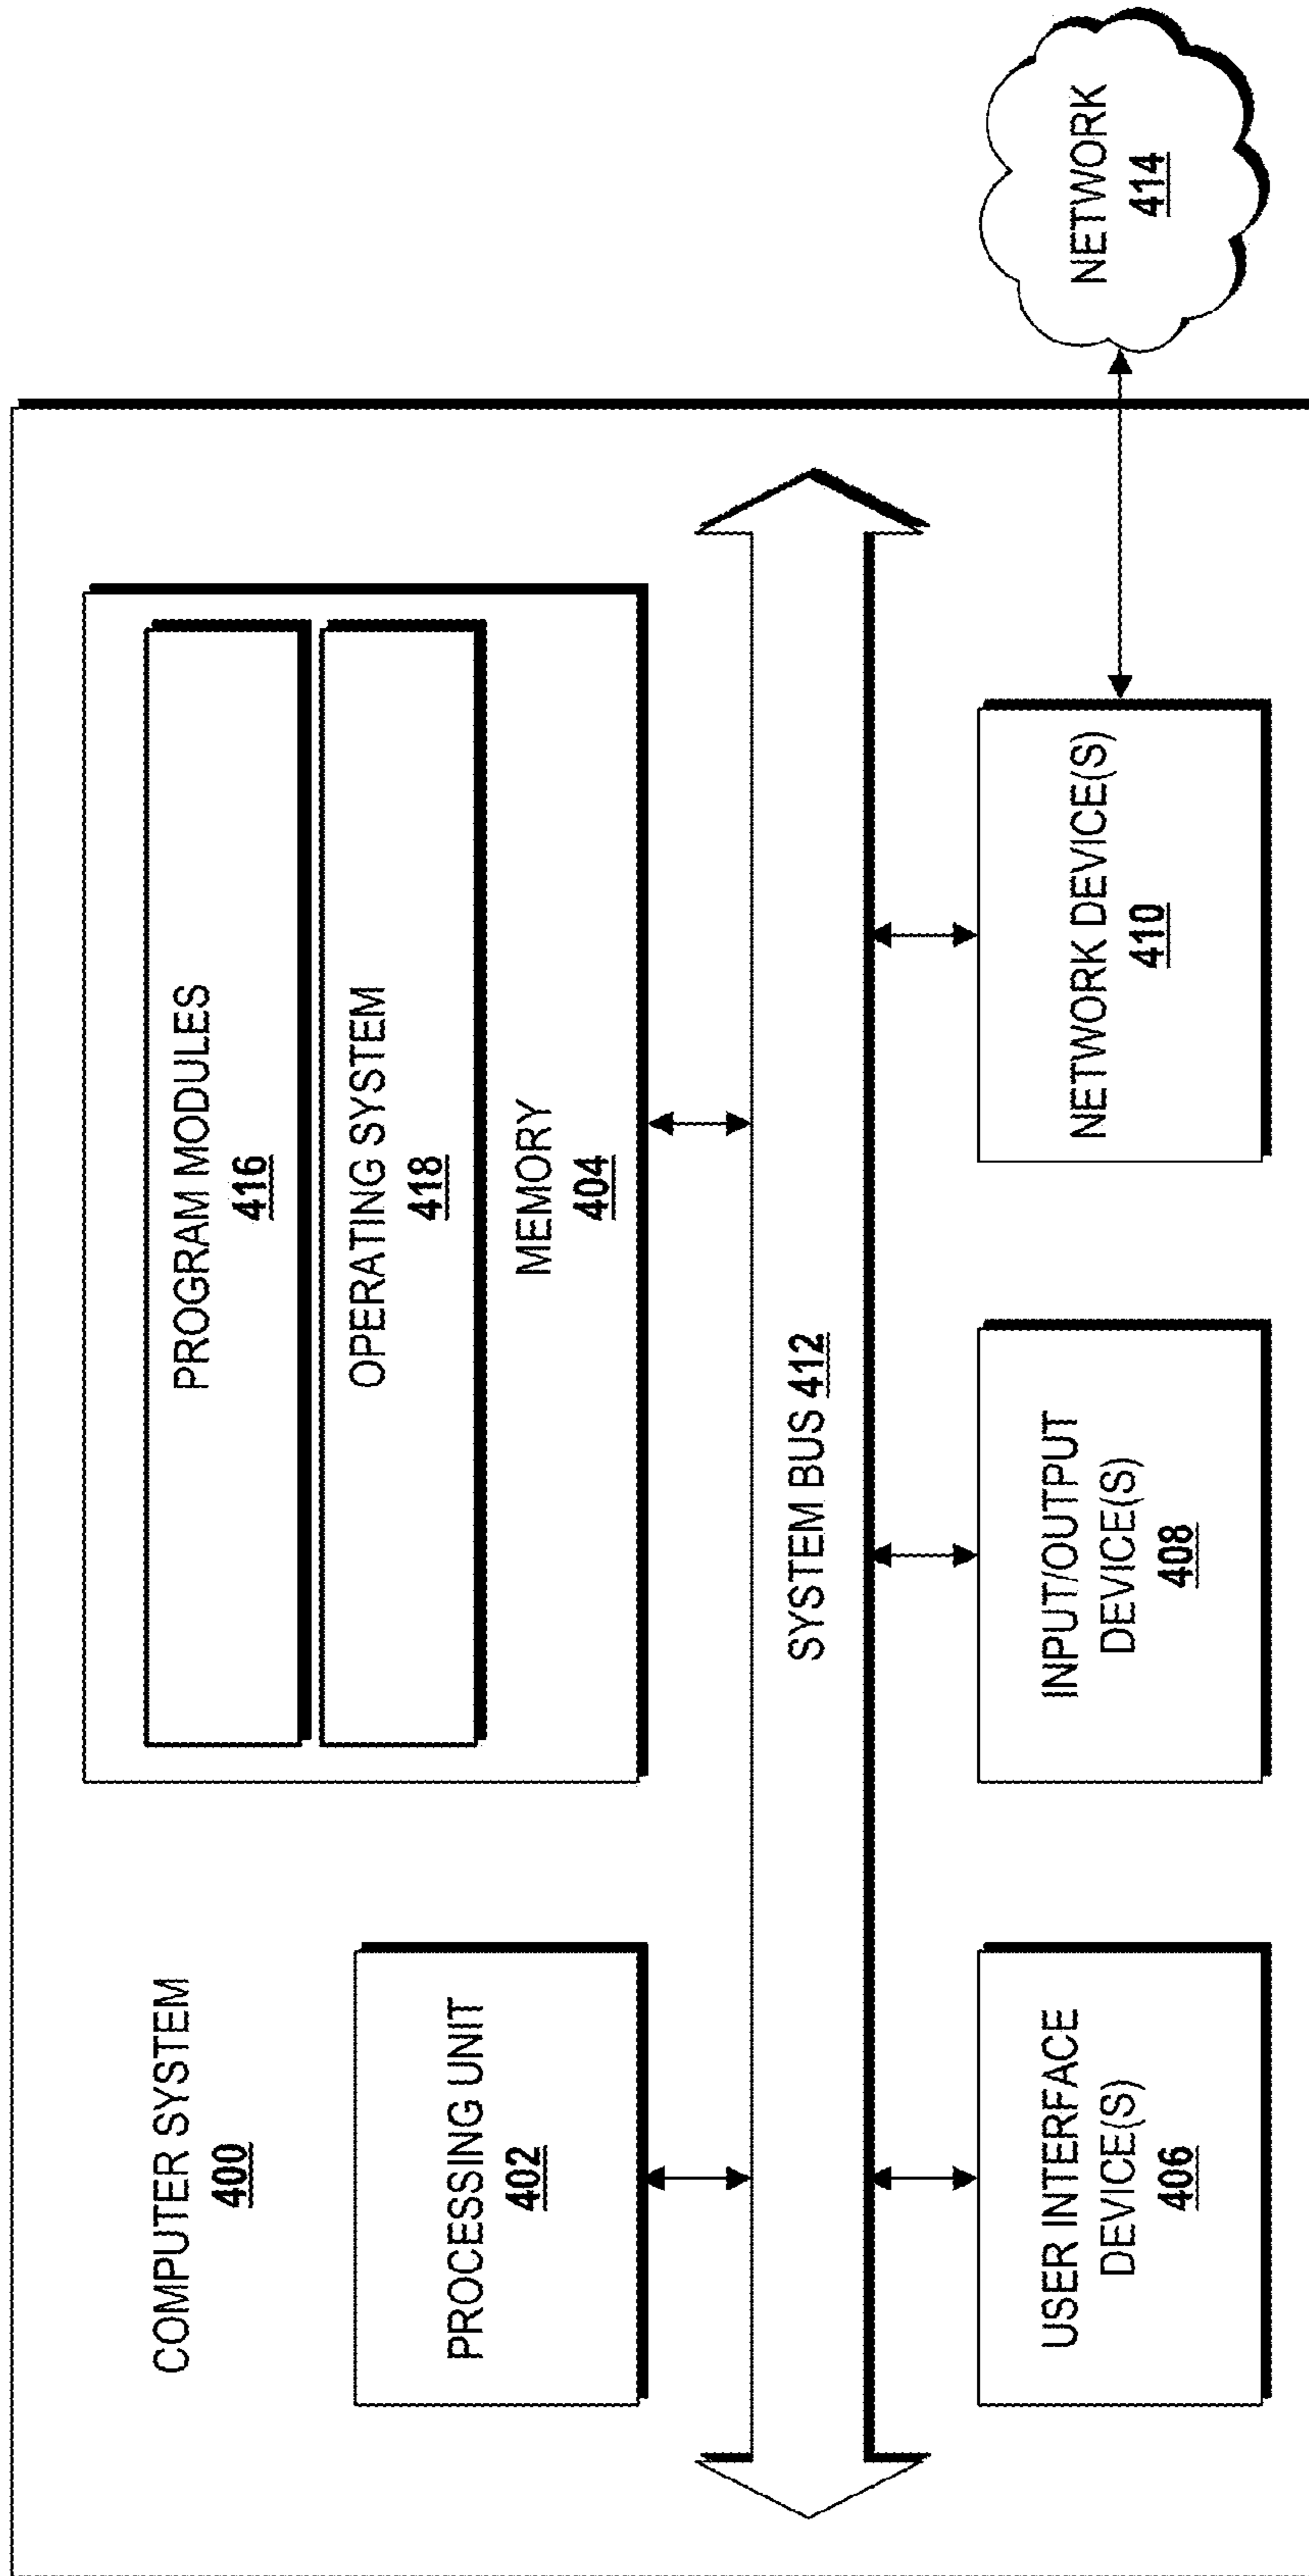 COMPUTER SYSTEM
400
PROCESSING UNIT
402
PROGRAM MODULES
416
OPERATING SYSTEM
418
MEMORY
404
SYSTEM BUS 412
USER INTERFACE
DEVICE(S)
406
INPUT/OUTPUT
DEVICE(S)
408
NETWORK DEVICE(S)
410
NETWORK
414